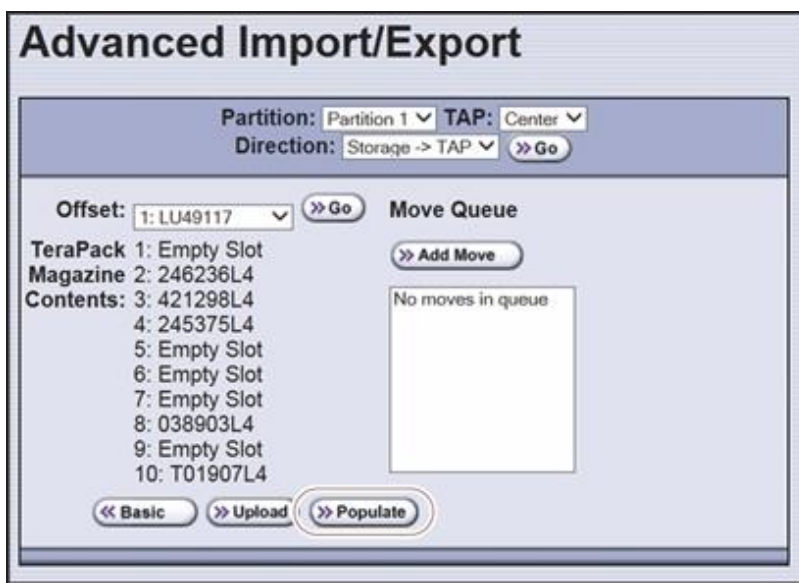 Advanced Import/Export
Partition: Partition 1 TAP: Center
Direction: Storage -> TAP >> Go
Offset: 1: LU49117 >> Go Move Queue
TeraPack 1: Empty Slot >> Add Move
Magazine 2: 246236L4
Contents: 3: 421298L4 No moves in queue
4: 245375L4
5: Empty Slot
6: Empty Slot
7: Empty Slot
8: 038903L4
9: Empty Slot
10: T01907L4
<< Basic >> Upload >> Populate